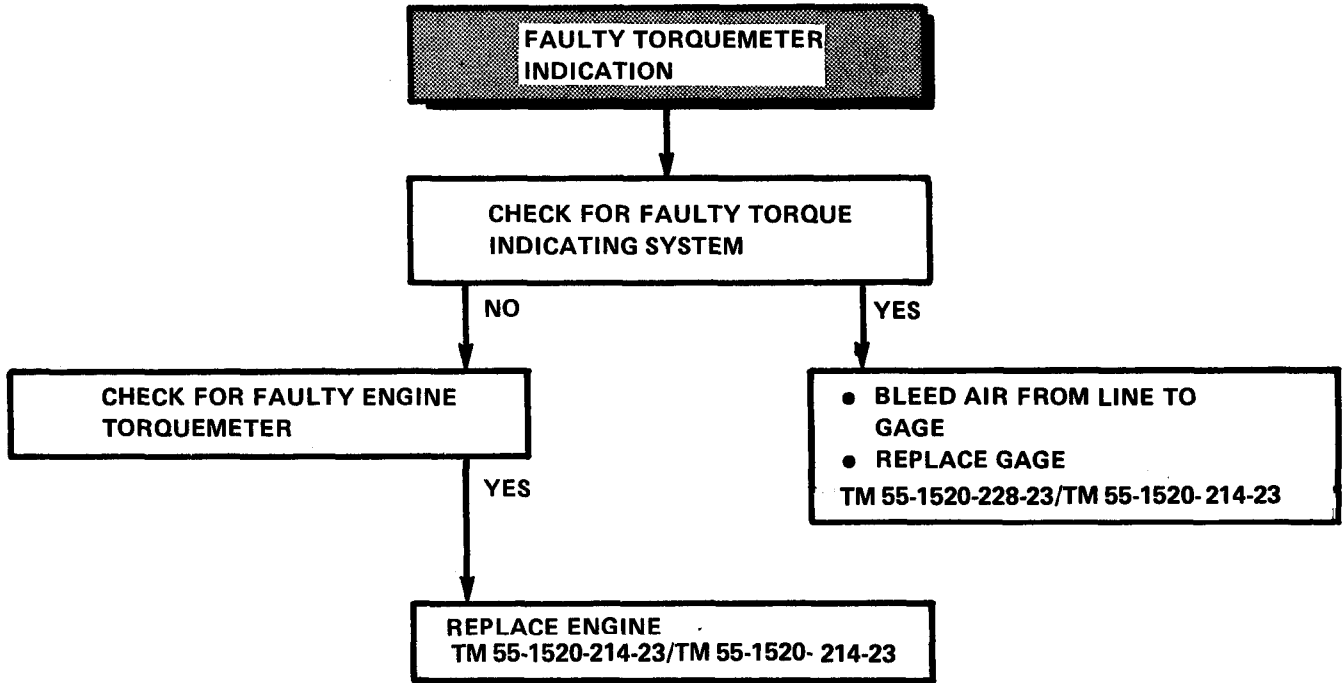 FAULTY TORQUEMETER
INDICATION
CHECK FOR FAULTY TORQUE
INDICATING SYSTEM
NO
YES
CHECK FOR FAULTY ENGINE
TORQUEMETER
• BLEED AIR FROM LINE TO
GAGE
• REPLACE GAGE
TM 55-1520-228-23/TM 55-1520-214-23
YES
REPLACE ENGINE
TM 55-1520-214-23/TM 55-1520-214-23